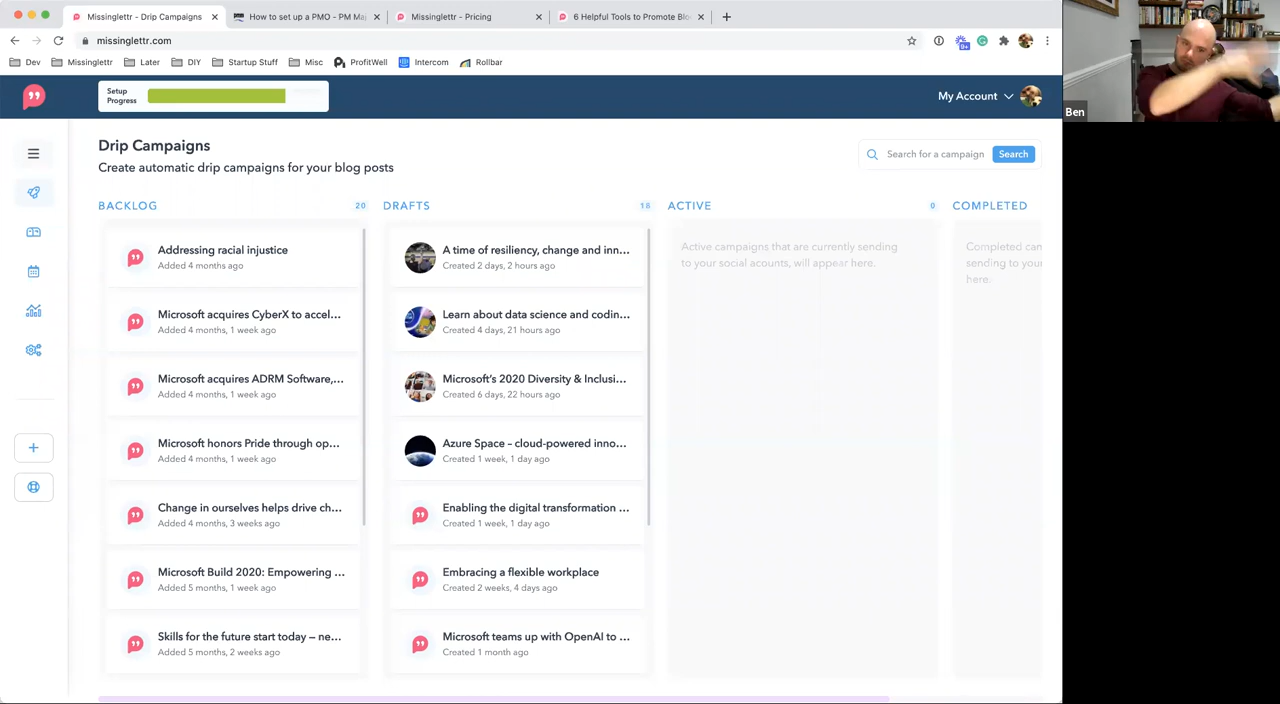 Missinglettr - Drip Campaigns
How to set up a PMO - PM Maj
Missinglettr - Pricing
6 Helpful Tools to Promote Blo
missinglettr.com
9+
Dev
Missinglettr
Later
DIY
Startup Stuff
Misc
ProfitWell
Intercom
Rollbar
Setup
Progress
My Account
Ben
Drip Campaigns
Create automatic drip campaigns for your blog posts
Search for a campaign
Search
BACKLOG 20
Addressing racial injustice
Added 4 months ago
Microsoft acquires CyberX to accel...
Added 4 months, 1 week ago
Microsoft acquires ADRM Software,...
Added 4 months, 1 week ago
Microsoft honors Pride through op...
Added 4 months, 1 week ago
Change in ourselves helps drive ch...
Added 4 months, 3 weeks ago
Microsoft Build 2020: Empowering ...
Added 5 months, 1 week ago
Skills for the future start today – ne...
Added 5 months, 2 weeks ago
DRAFTS 18
A time of resiliency, change and inn...
Created 2 days, 2 hours ago
Learn about data science and codin...
Created 4 days, 21 hours ago
Microsoft's 2020 Diversity & Inclusi...
Created 6 days, 22 hours ago
Azure Space – cloud-powered inno...
Created 1 week, 1 day ago
Enabling the digital transformation ...
Created 1 week, 1 day ago
Embracing a flexible workplace
Created 2 weeks, 4 days ago
Microsoft teams up with OpenAI to ...
Created 1 month ago
ACTIVE 0
Active campaigns that are currently sending
to your social acounts, will appear here.
COMPLETED
Completed cam
sending to your
here.